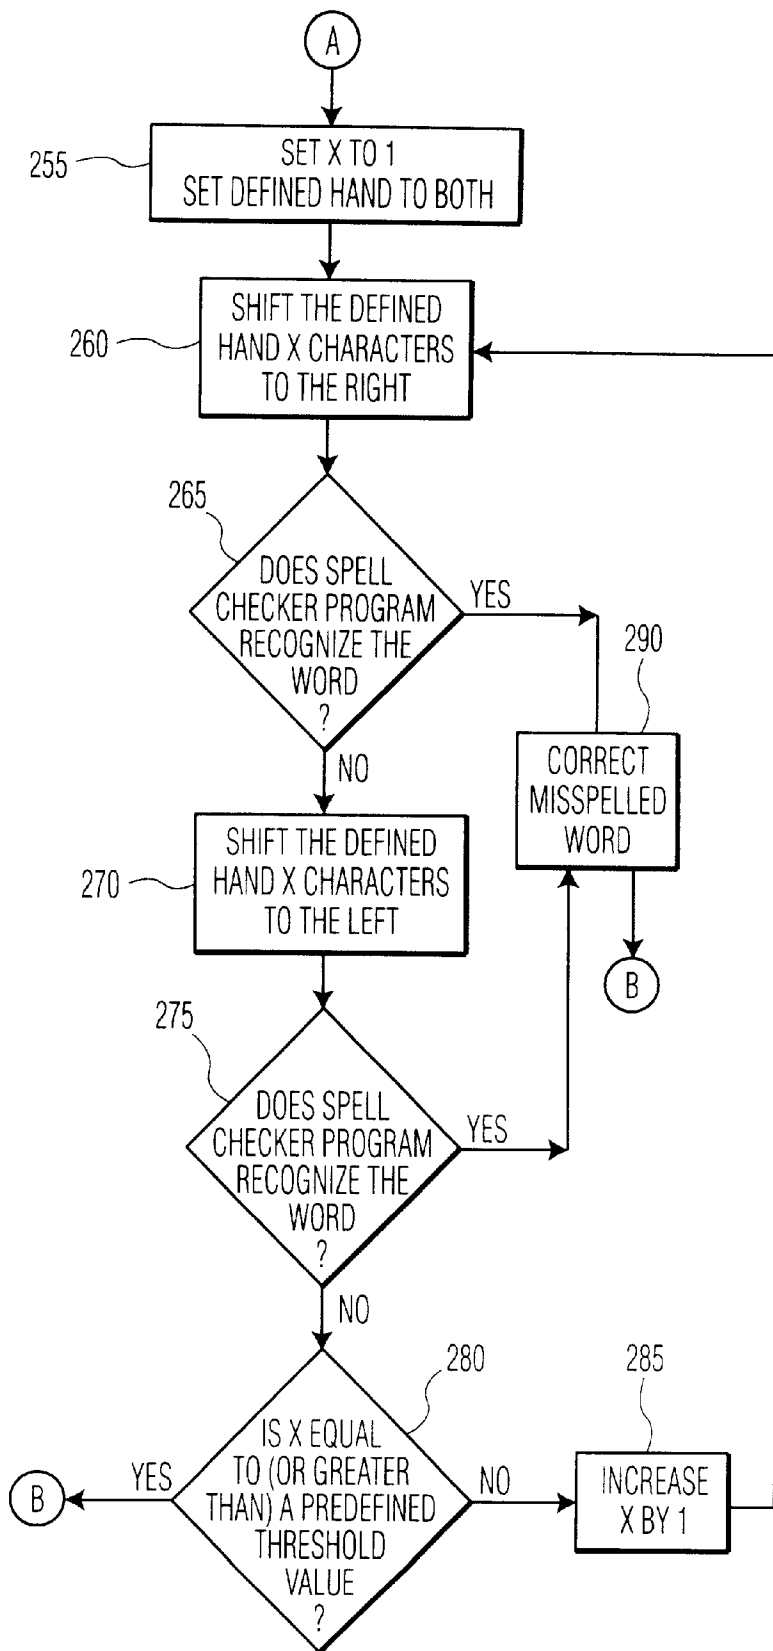 A
255
SET X TO 1
SET DEFINED HAND TO BOTH
260
SHIFT THE DEFINED
HAND X CHARACTERS
TO THE RIGHT
265
DOES SPELL
CHECKER PROGRAM
RECOGNIZE THE
WORD
?
YES
NO
290
CORRECT
MISSPELLED
WORD
B
270
SHIFT THE DEFINED
HAND X CHARACTERS
TO THE LEFT
275
DOES SPELL
CHECKER PROGRAM
RECOGNIZE THE
WORD
?
YES
NO
280
IS X EQUAL
TO (OR GREATER
THAN) A PREDEFINED
THRESHOLD
VALUE
?
YES
B
NO
285
INCREASE
X BY 1